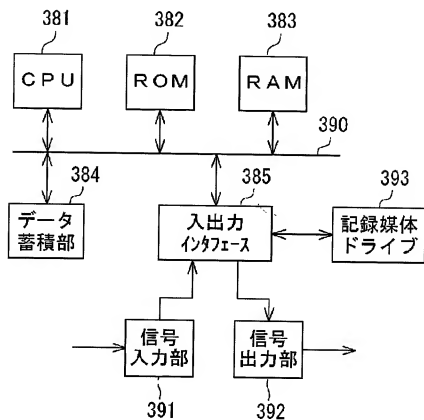 381
382
383
CPU
ROM
RAM
390
384
385
393
データ
蓄積部
入出力
インタフェース
記録媒体
ドライブ
信号
入力部
信号
出力部
391
392